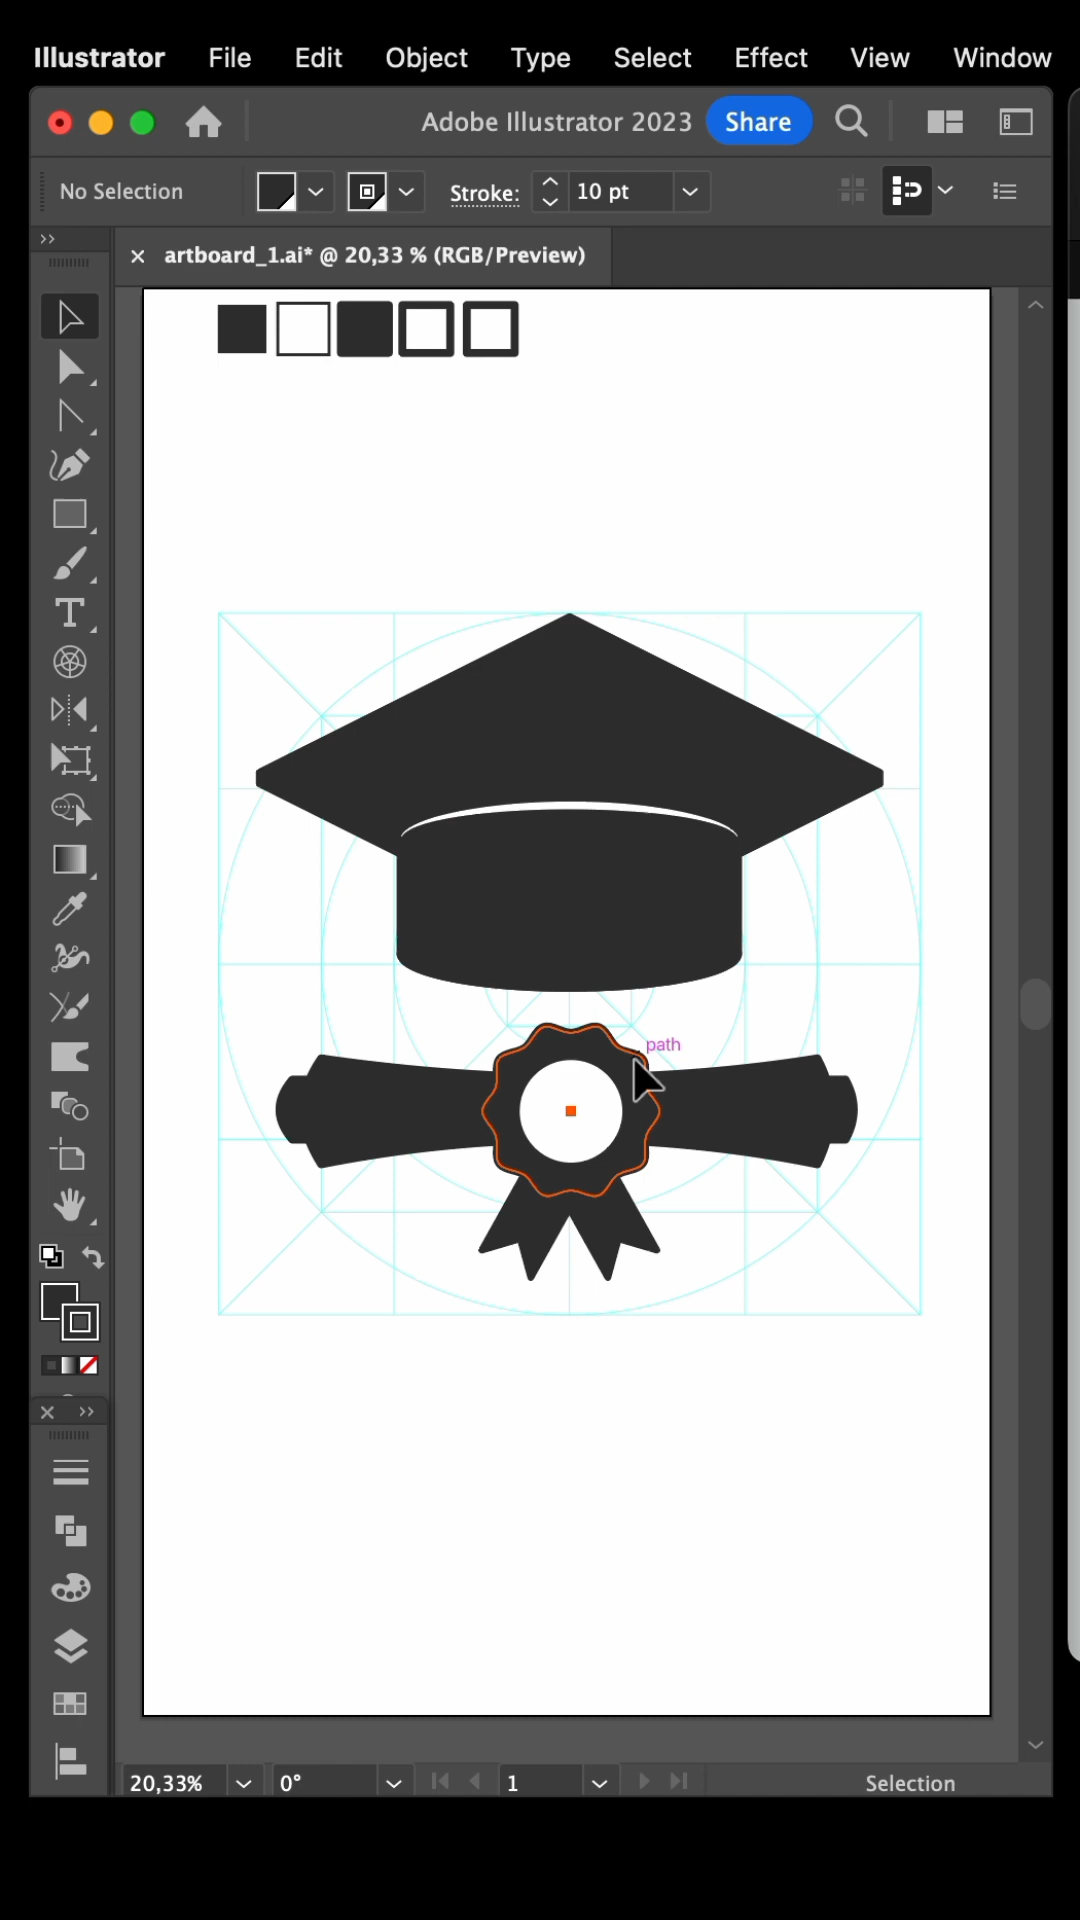 Illustrator File Edit Object Type Select Effect View Window
Adobe Illustrator 2023 Share
No Selection Stroke: 10 pt
artboard_1.ai* @ 20,33 % (RGB/Preview)
path
20,33% 0° 1 Selection